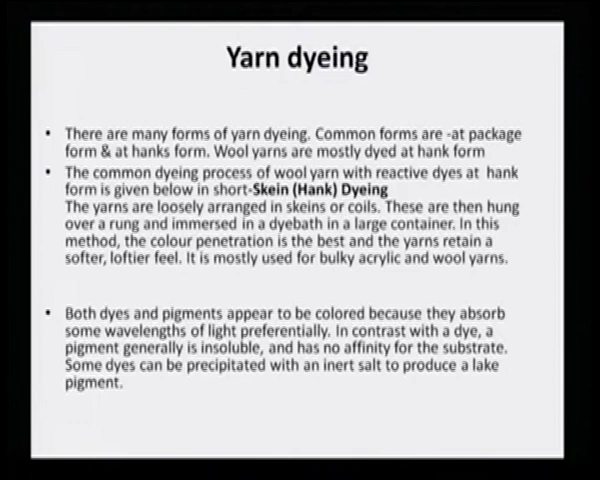 Yarn dyeing
• There are many forms of yarn dyeing. Common forms are -at package
form & at hanks form. Wool yarns are mostly dyed at hank form
• The common dyeing process of wool yarn with reactive dyes at hank
form is given below in short-Skein (Hank) Dyeing
The yarns are loosely arranged in skeins or coils. These are then hung
over a rung and immersed in a dyebath in a large container. In this
method, the colour penetration is the best and the yarns retain a
softer, loftier feel. It is mostly used for bulky acrylic and wool yarns.
• Both dyes and pigments appear to be colored because they absorb
some wavelengths of light preferentially. In contrast with a dye, a
pigment generally is insoluble, and has no affinity for the substrate.
Some dyes can be precipitated with an inert salt to produce a lake
pigment.